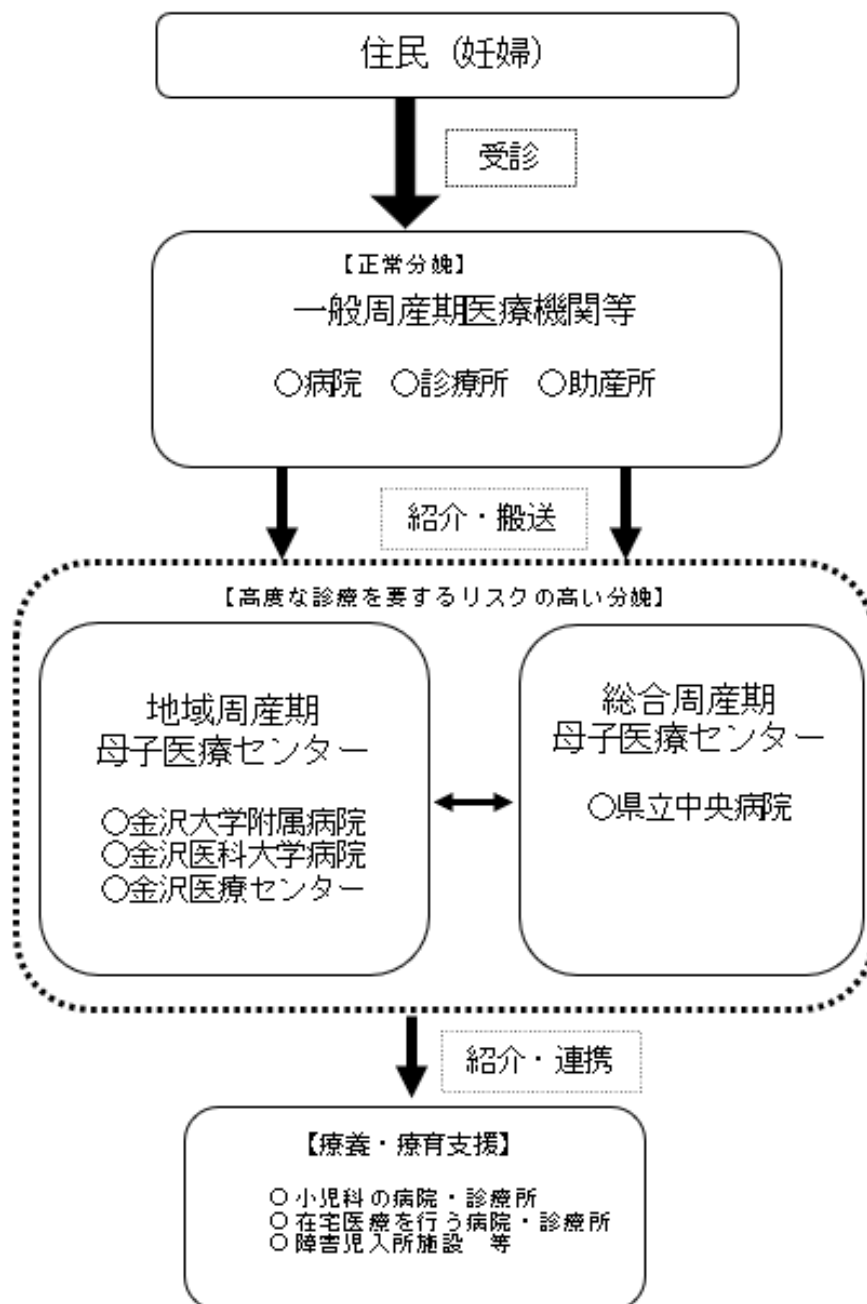 住民（妊婦）
受診
【正常分娩】
一般周産期医療機関等
○病院　○診療所　○助産所
紹介・搬送
【高度な診療を要するリスクの高い分娩】
地域周産期
母子医療センター
○金沢大学附属病院
○金沢医科大学病院
○金沢医療センター
総合周産期
母子医療センター
○県立中央病院
紹介・連携
【療養・療育支援】
○小児科の病院・診療所
○在宅医療を行う病院・診療所
○障害児入所施設　等